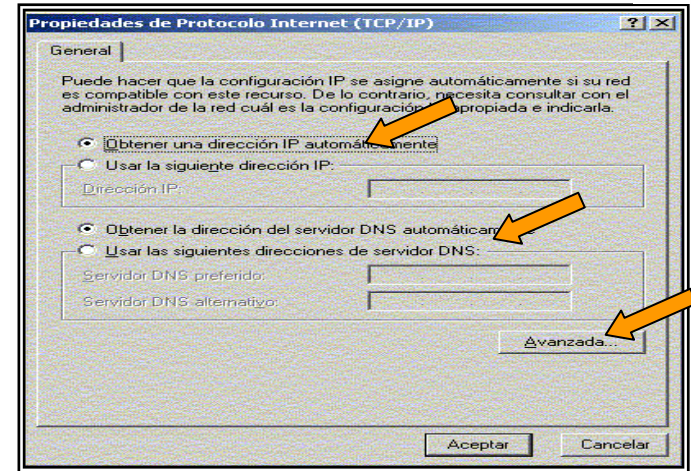 Propiedades de Protocolo Internet (TCP/IP)
General
Puede hacer que la configuración IP se asigne automáticamente si su red
es compatible con este recurso. De lo contrario, necesita consultar con el
administrador de la red cuál es la configuración apropiada e indicarla.
Obtener una dirección IP automáticamente
Usar la siguiente dirección IP:
Dirección IP:
Obtener la dirección del servidor DNS automáticamente
Usar las siguientes direcciones de servidor DNS:
Servidor DNS preferido:
Servidor DNS alternativo:
Avanzada...
Aceptar Cancelar